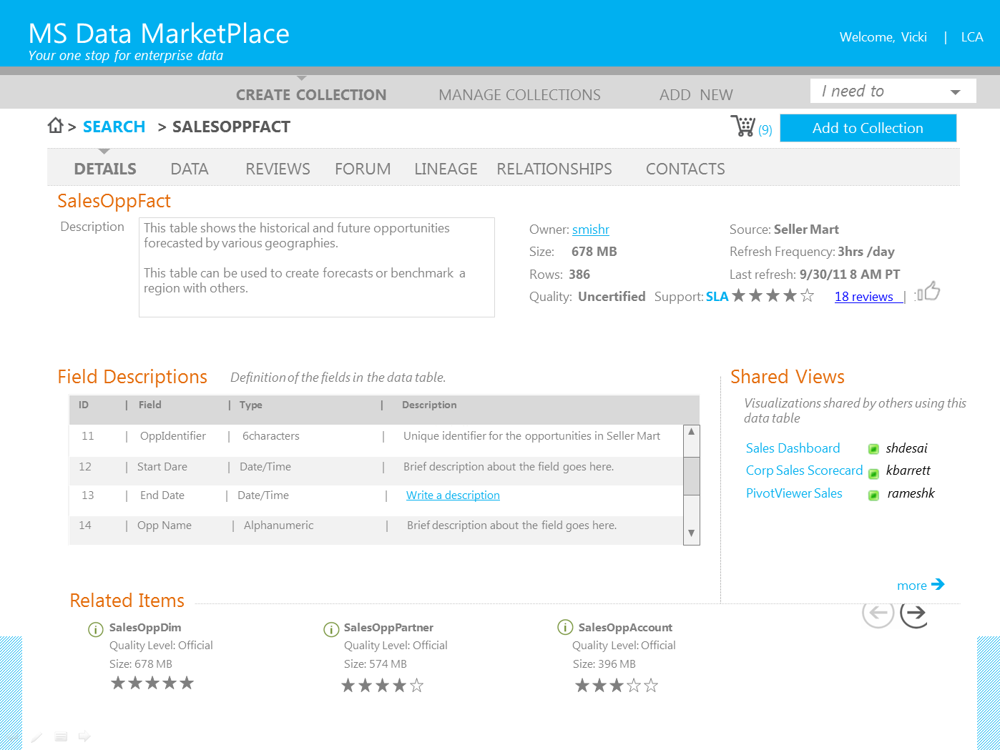 MS Data MarketPlace
Your one stop for enterprise data
Welcome, Vicki | LCA
CREATE COLLECTION MANAGE COLLECTIONS ADD NEW I need to
> SEARCH > SALESOPPFACT (9) Add to Collection
DETAILS DATA REVIEWS FORUM LINEAGE RELATIONSHIPS CONTACTS
SalesOppFact
Description
This table shows the historical and future opportunities
forecasted by various geographies.
This table can be used to create forecasts or benchmark a
region with others.
Owner: smishr Source: Seller Mart
Size: 678 MB Refresh Frequency: 3hrs /day
Rows: 386 Last refresh: 9/30/11 8 AM PT
Quality: Uncertified Support: SLA ★★★★☆ 18 reviews |
Field Descriptions Definition of the fields in the data table.
ID | Field | Type | Description
11 | OppIdentifier | 6characters | Unique identifier for the opportunities in Seller Mart
12 | Start Dare | Date/Time | Brief description about the field goes here.
13 | End Date | Date/Time | Write a description
14 | Opp Name | Alphanumeric | Brief description about the field goes here.
Shared Views
Visualizations shared by others using this
data table
Sales Dashboard shdesai
Corp Sales Scorecard kbarrett
PivotViewer Sales rameshk
more
Related Items
SalesOppDim
Quality Level: Official
Size: 678 MB
★★★★★
SalesOppPartner
Quality Level: Official
Size: 574 MB
★★★★☆
SalesOppAccount
Quality Level: Official
Size: 396 MB
★★★☆☆